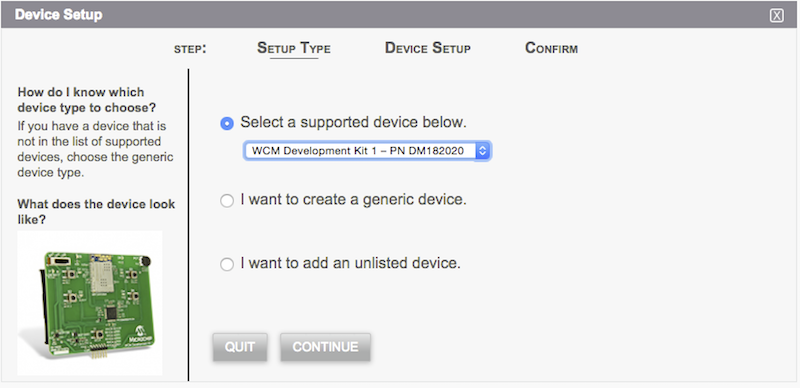 Device Setup
X
STEP: SETUP TYPE DEVICE SETUP CONFIRM
How do I know which
device type to choose?
If you have a device that is
not in the list of supported
devices, choose the generic
device type.
What does the device look
like?
MICROCHIP
Select a supported device below.
WCM Development Kit 1 – PN DM182020
I want to create a generic device.
I want to add an unlisted device.
QUIT
CONTINUE